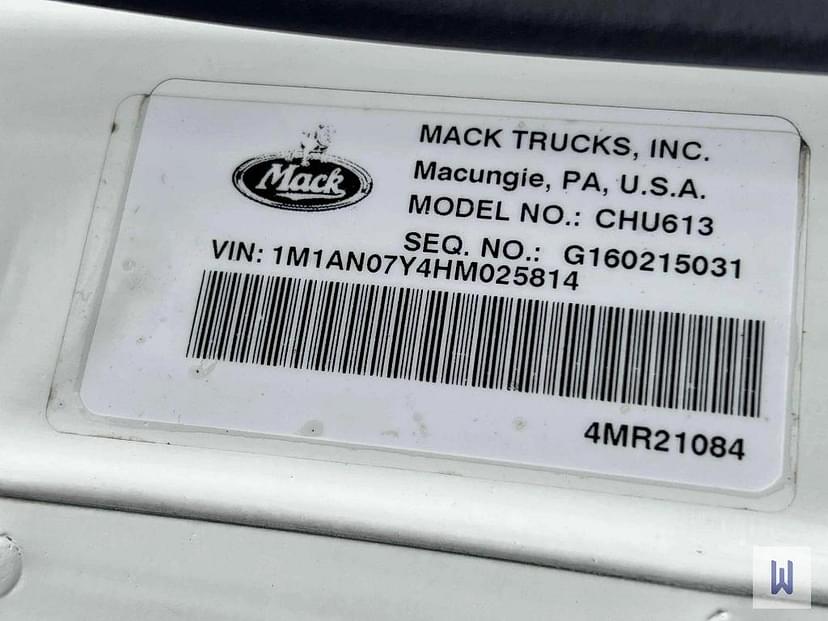 Mack
MACK TRUCKS, INC.
Macungie, PA, U.S.A.
MODEL NO.: CHU613
SEQ. NO.: G160215031
VIN: 1M1AN07Y4HM025814
4MR21084
W